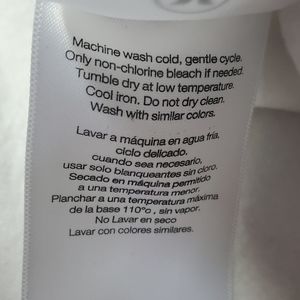 Machine wash cold, gentle cycle.
Only non-chlorine bleach if needed.
Tumble dry at low temperature.
Cool iron. Do not dry clean.
Wash with similar colors.
Lavar a máquina en agua fria,
ciclo delicado,
cuando sea necesario,
usar solo blanqueantes sin cloro.
Secado en máquina permitido
a una temperatura menor.
Planchar a una temperatura máxima
de la base 110°c , sin vapor.
No Lavar en seco
Lavar con colores similares.